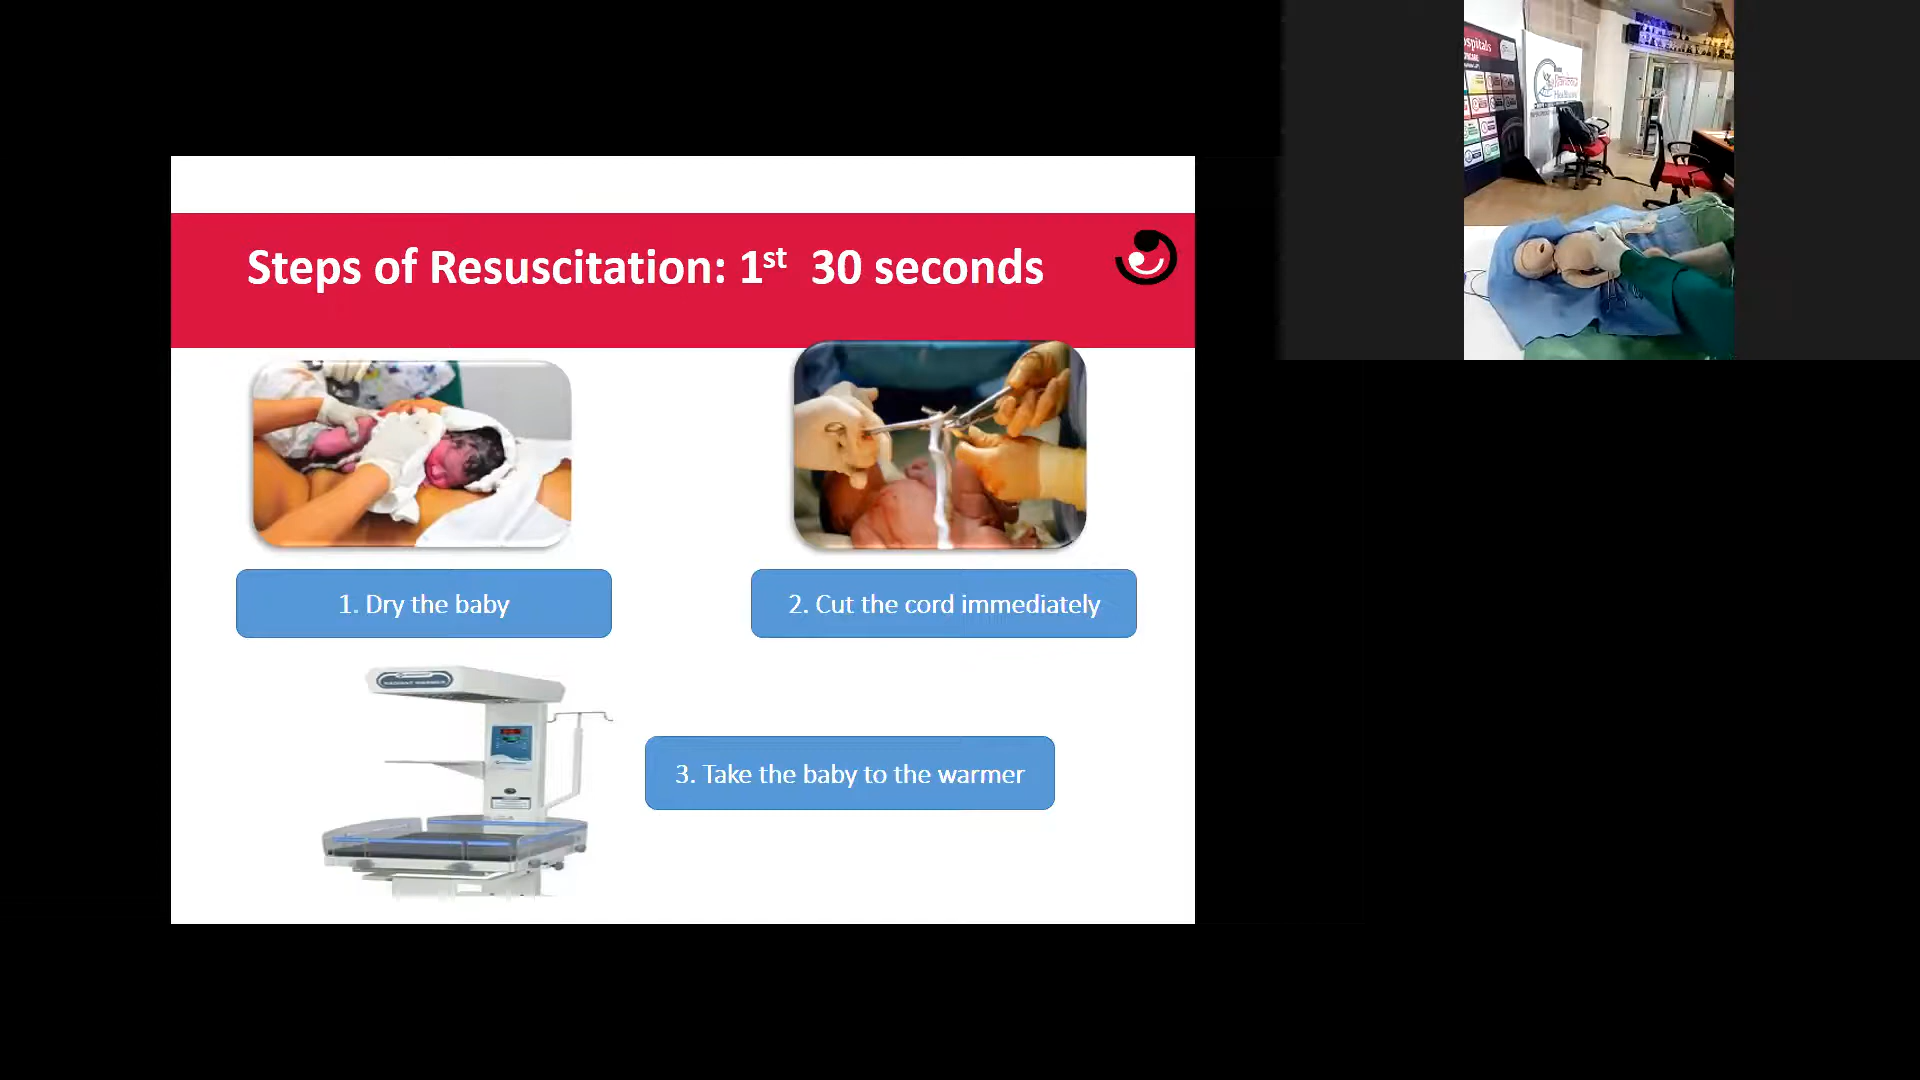 Steps of Resuscitation: 1st 30 seconds
1. Dry the baby
2. Cut the cord immediately
3. Take the baby to the warmer
spitals